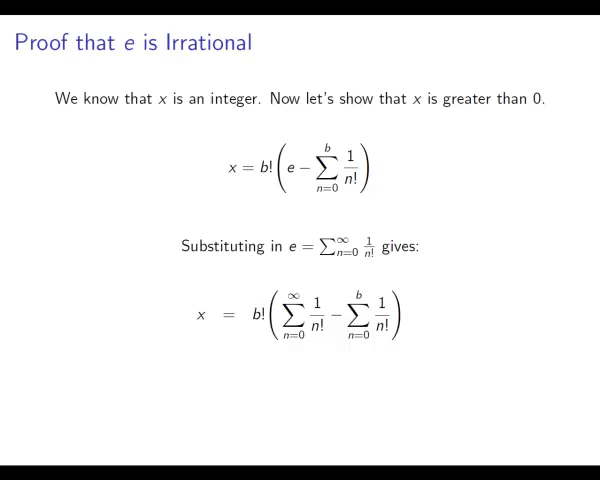 Proof that e is Irrational
We know that x is an integer. Now let's show that x is greater than 0.
x = b! ( e − ∑_{n=0}^{b} 1/n! )
Substituting in e = ∑_{n=0}^{∞} 1/n! gives:
x = b! ( ∑_{n=0}^{∞} 1/n! − ∑_{n=0}^{b} 1/n! )